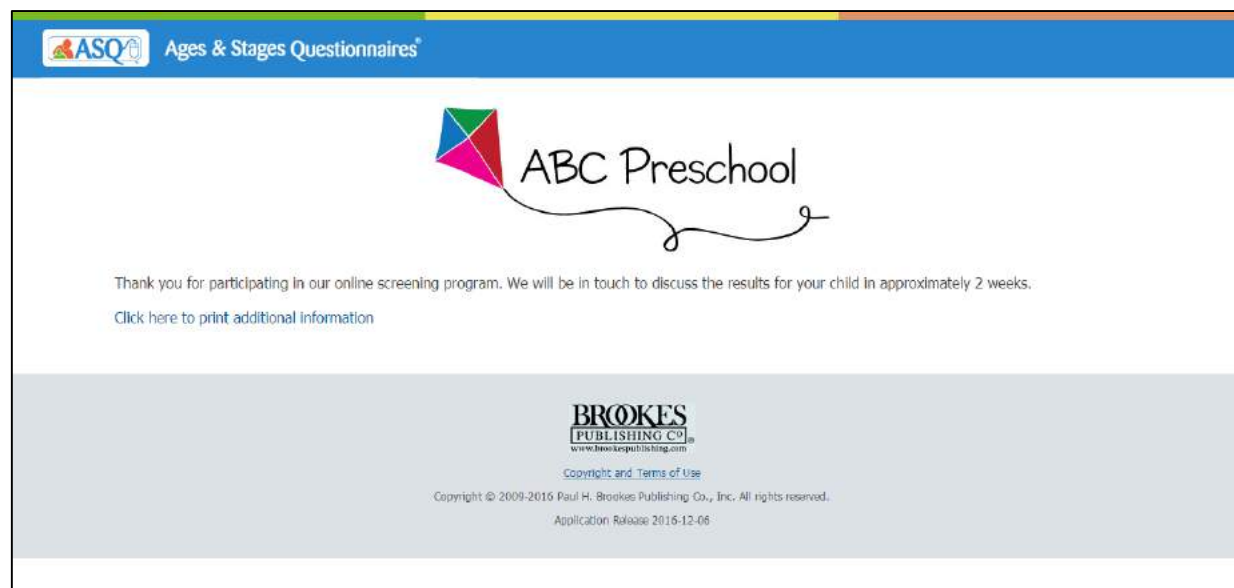 ASQ Ages & Stages Questionnaires®
ABC Preschool
Thank you for participating in our online screening program. We will be in touch to discuss the results for your child in approximately 2 weeks.
Click here to print additional information
BROOKES
PUBLISHING CO ®
www.brookespublishing.com
Copyright and Terms of Use
Copyright © 2009-2016 Paul H. Brookes Publishing Co., Inc. All rights reserved.
Application Release 2016-12-06